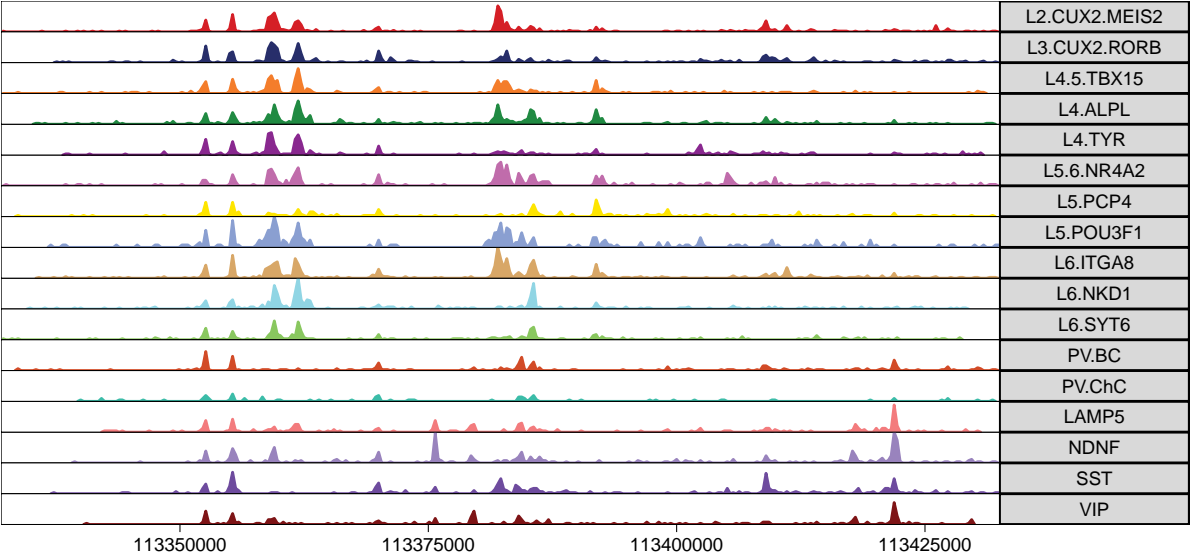 L2.CUX2.MEIS2
L3.CUX2.RORB
L4.5.TBX15
L4.ALPL
L4.TYR
L5.6.NR4A2
L5.PCP4
L5.POU3F1
L6.ITGA8
L6.NKD1
L6.SYT6
PV.BC
PV.ChC
LAMP5
NDNF
SST
VIP
113350000 113375000 113400000 113425000